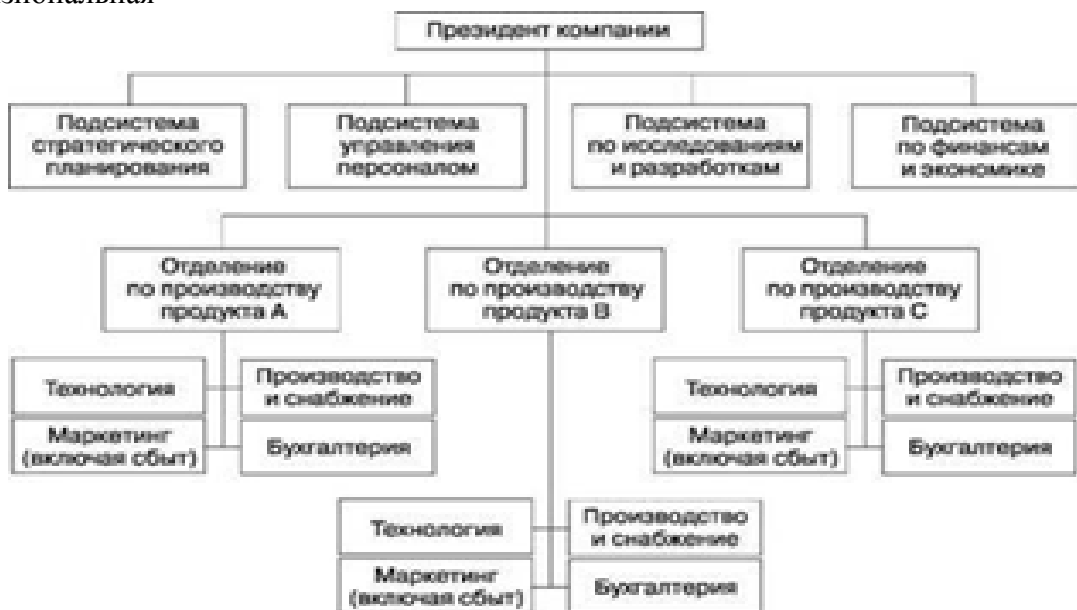 Президент компании
Подсистема
стратегического
планирования
Подсистема
управления
персоналом
Подсистема
по исследованиям
и разработкам
Подсистема
по финансам
и экономике
Отделение
по производству
продукта А
Отделение
по производству
продукта В
Отделение
по производству
продукта С
Технология
Производство
и снабжение
Маркетинг
(включая сбыт)
Бухгалтерия
Технология
Производство
и снабжение
Маркетинг
(включая сбыт)
Бухгалтерия
Технология
Производство
и снабжение
Маркетинг
(включая сбыт)
Бухгалтерия